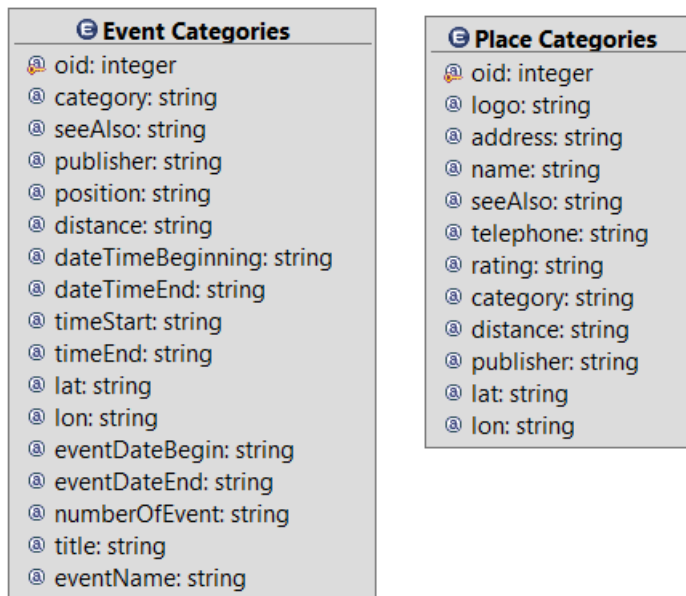 Event Categories
oid: integer
category: string
seeAlso: string
publisher: string
position: string
distance: string
dateTimeBeginning: string
dateTimeEnd: string
timeStart: string
timeEnd: string
lat: string
lon: string
eventDateBegin: string
eventDateEnd: string
numberOfEvent: string
title: string
eventName: string
Place Categories
oid: integer
logo: string
address: string
name: string
seeAlso: string
telephone: string
rating: string
category: string
distance: string
publisher: string
lat: string
lon: string